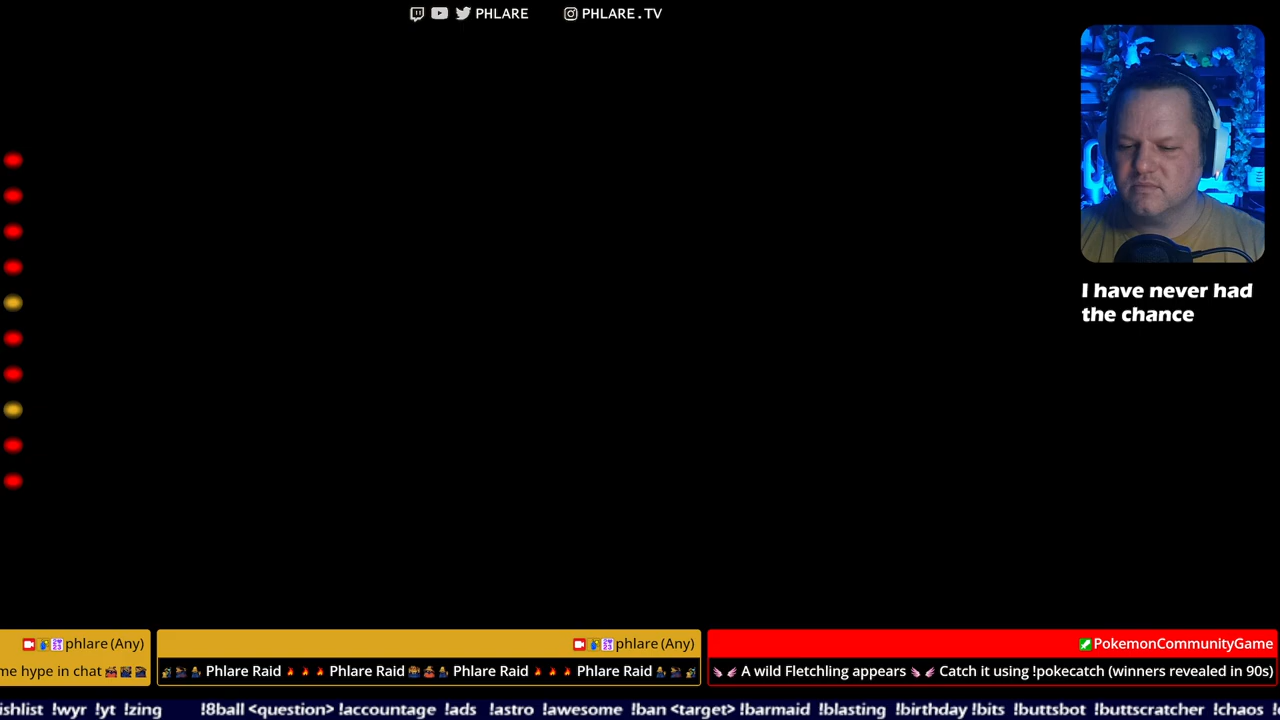 PHLARE PHLARE.TV
I have never had
the chance
phlare (Any)
me hype in chat
phlare (Any)
Phlare Raid Phlare Raid Phlare Raid Phlare Raid
PokemonCommunityGame
A wild Fletchling appears Catch it using !pokecatch (winners revealed in 90s)
ishlist !wyr !yt !zing !8ball <question> !accountage !ads !astro !awesome !ban <target> !barmaid !blasting !birthday !bits !buttsbot !buttscratcher !chaos